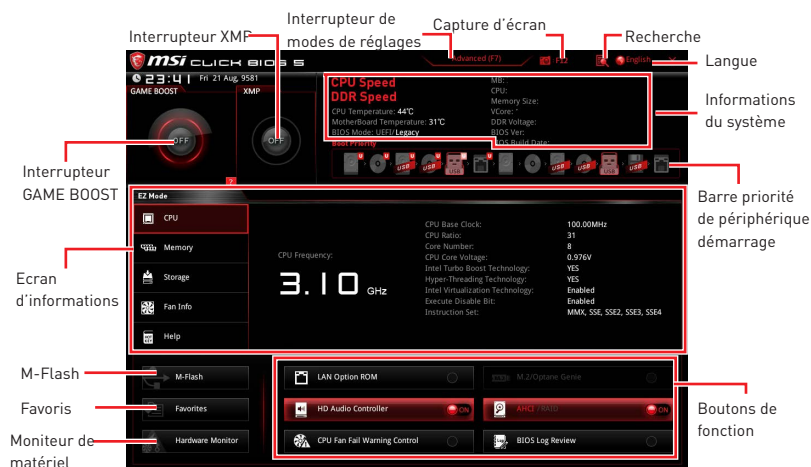 Interrupteur XMP
Interrupteur de
modes de réglages
Capture d'écran
Recherche
Langue
Informations
du système
Barre priorité
de périphérique
démarrage
Interrupteur
GAME BOOST
Ecran
d'informations
M-Flash
Favoris
Moniteur de
matériel
Boutons de
fonction
msi CLICK BIOS 5
Advanced (F7)
F12
English
23:41 Fri 21 Aug, 9581
GAME BOOST
XMP
OFF
OFF
?
CPU Speed
DDR Speed
CPU Temperature: 44°C
MotherBoard Temperature: 31°C
BIOS Mode: UEFI/Legacy
MB:
CPU:
Memory Size:
VCore:
DDR Voltage:
BIOS Ver:
BIOS Build Date:
Boot Priority
U U U U U U
USB USB USB USB USB USB
EZ Mode
CPU
Memory
Storage
Fan Info
HOT KEY
Help
CPU Frequency:
3.10 GHz
CPU Base Clock: 100.00MHz
CPU Ratio: 31
Core Number: 8
CPU Core Voltage: 0.976V
Intel Turbo Boost Technology: YES
Hyper-Threading Technology: YES
Intel Virtualization Technology: Enabled
Execute Disable Bit: Enabled
Instruction Set: MMX, SSE, SSE2, SSE3, SSE4
M-Flash
Favorites
Hardware Monitor
LAN Option ROM
M.2/Optane Genie
HD Audio Controller ON
AHCI /RAID ON
CPU Fan Fail Warning Control
BIOS Log Review